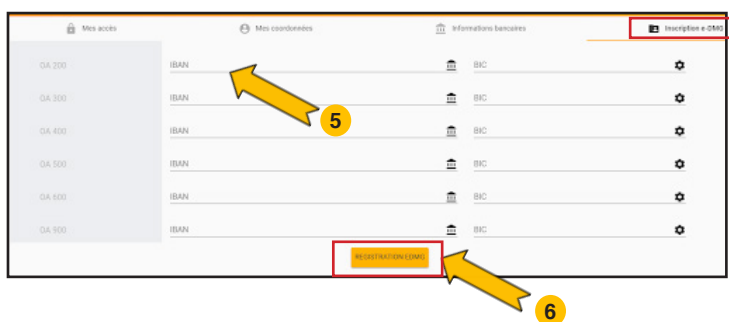 Mes accès Mes coordonnées Informations bancaires Inscription e-DMG
OA 200 IBAN BIC
OA 300 IBAN BIC
5
OA 400 IBAN BIC
OA 500 IBAN BIC
OA 600 IBAN BIC
OA 900 IBAN BIC
REGISTRATION EDMG
6